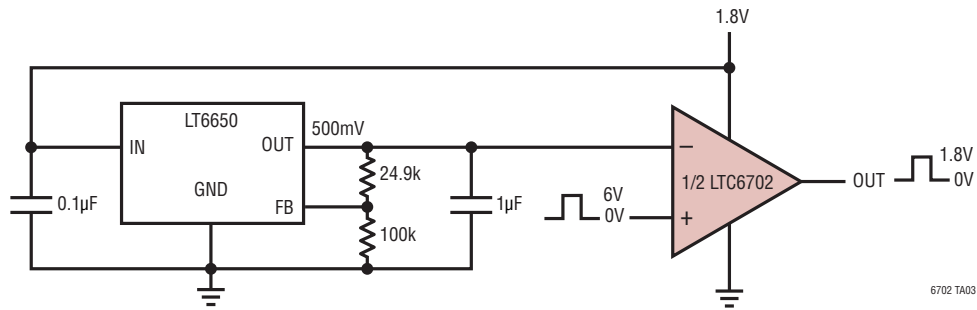 1.8V
LT6650
500mV
IN
OUT
24.9k
GND
FB
0.1µF
100k
1µF
6V
0V
−
+
1/2 LTC6702
OUT
1.8V
0V
6702 TA03